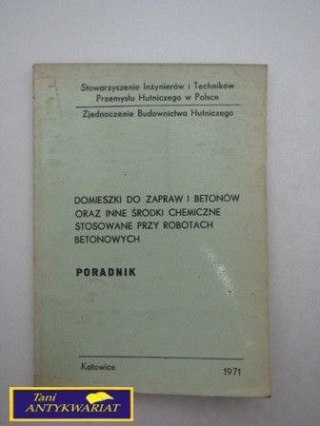 Stowarzyszenie Inżynierów i Techników
Przemysłu Hutniczego w Polsce
Zjednoczenie Budownictwa Hutniczego
DOMIESZKI DO ZAPRAW I BETONÓW
ORAZ INNE ŚRODKI CHEMICZNE
STOSOWANE PRZY ROBOTACH
BETONOWYCH
PORADNIK
Katowice 1971
Tani
ANTYKWARIAT